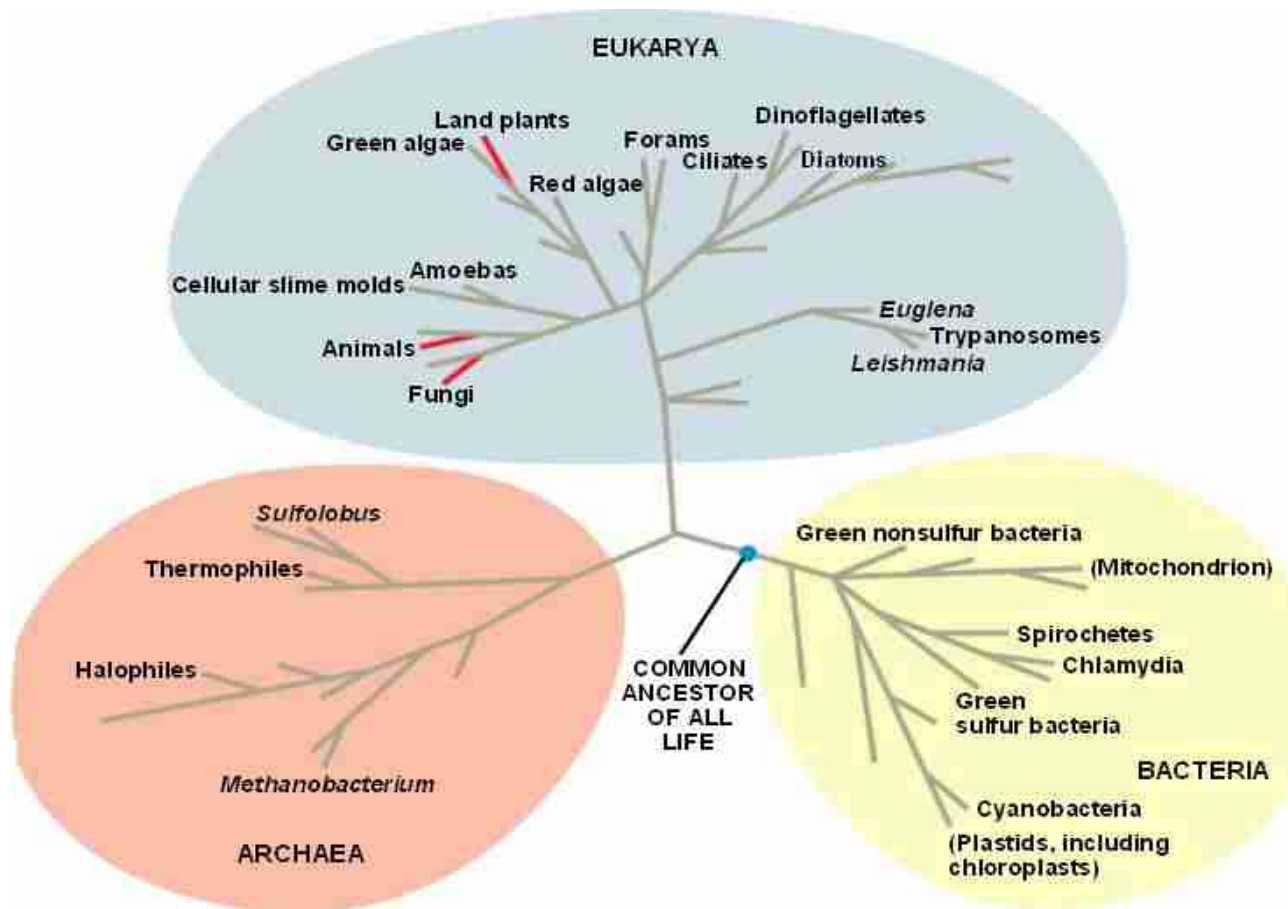 EUKARYA
Land plants
Green algae
Red algae
Forams
Ciliates
Dinoflagellates
Diatoms
Amoebas
Cellular slime molds
Animals
Fungi
Euglena
Trypanosomes
Leishmania
Sulfolobus
Thermophiles
Halophiles
Methanobacterium
ARCHAEA
COMMON
ANCESTOR
OF ALL
LIFE
Green nonsulfur bacteria
(Mitochondrion)
Spirochetes
Chlamydia
Green
sulfur bacteria
BACTERIA
Cyanobacteria
(Plastids, including
chloroplasts)